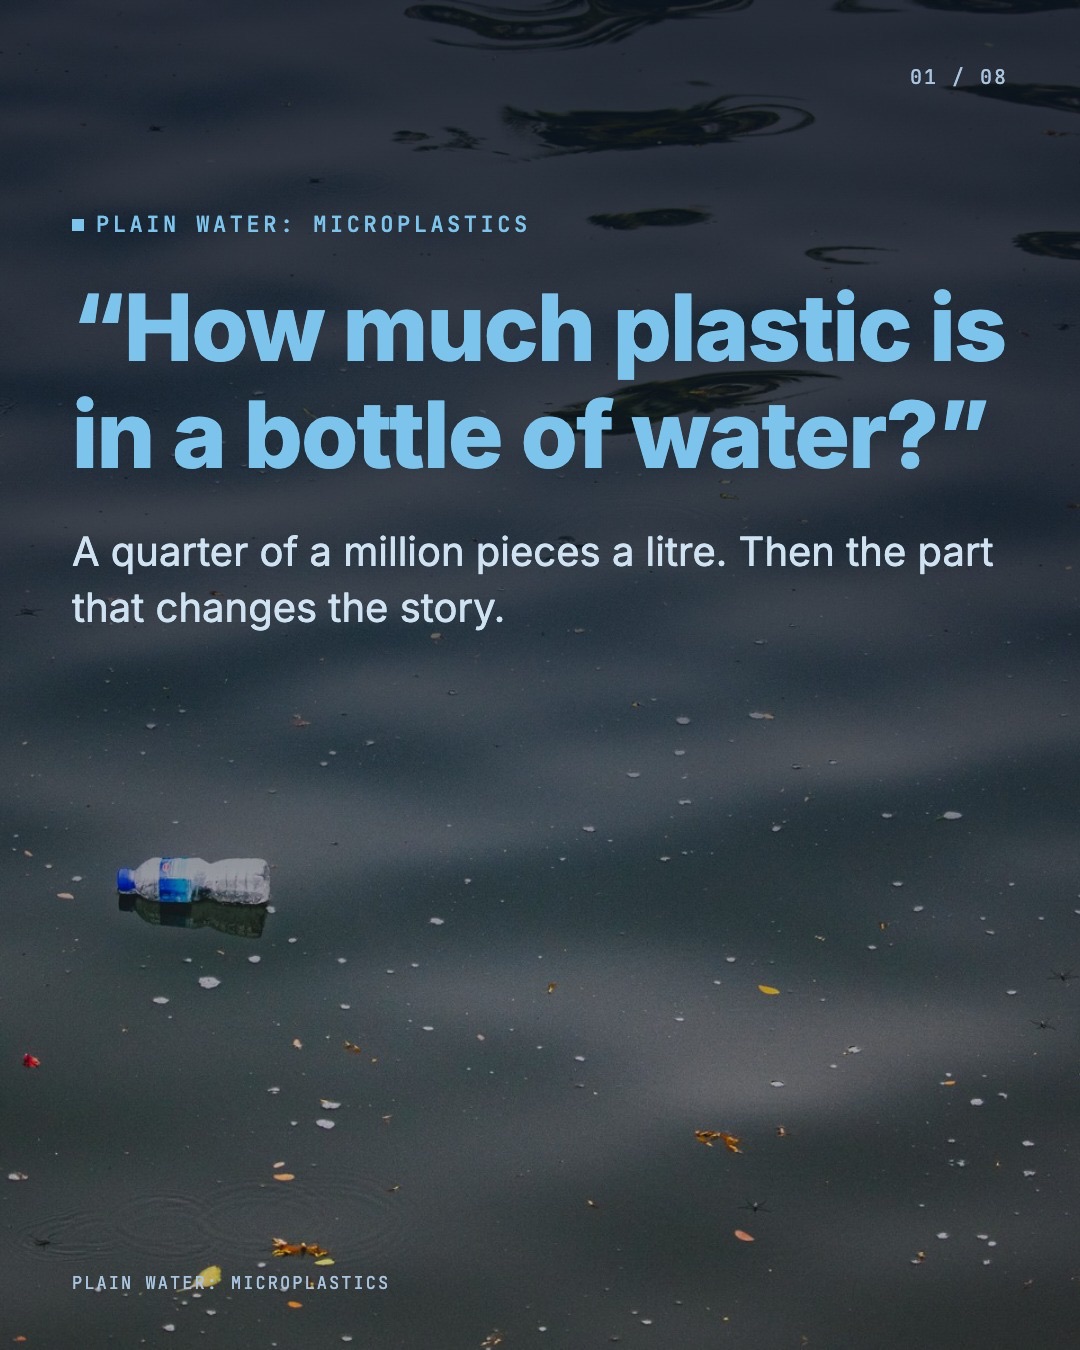 01 / 08
PLAIN WATER: MICROPLASTICS
“How much plastic is
in a bottle of water?”
A quarter of a million pieces a litre. Then the part
that changes the story.
PLAIN WATER: MICROPLASTICS